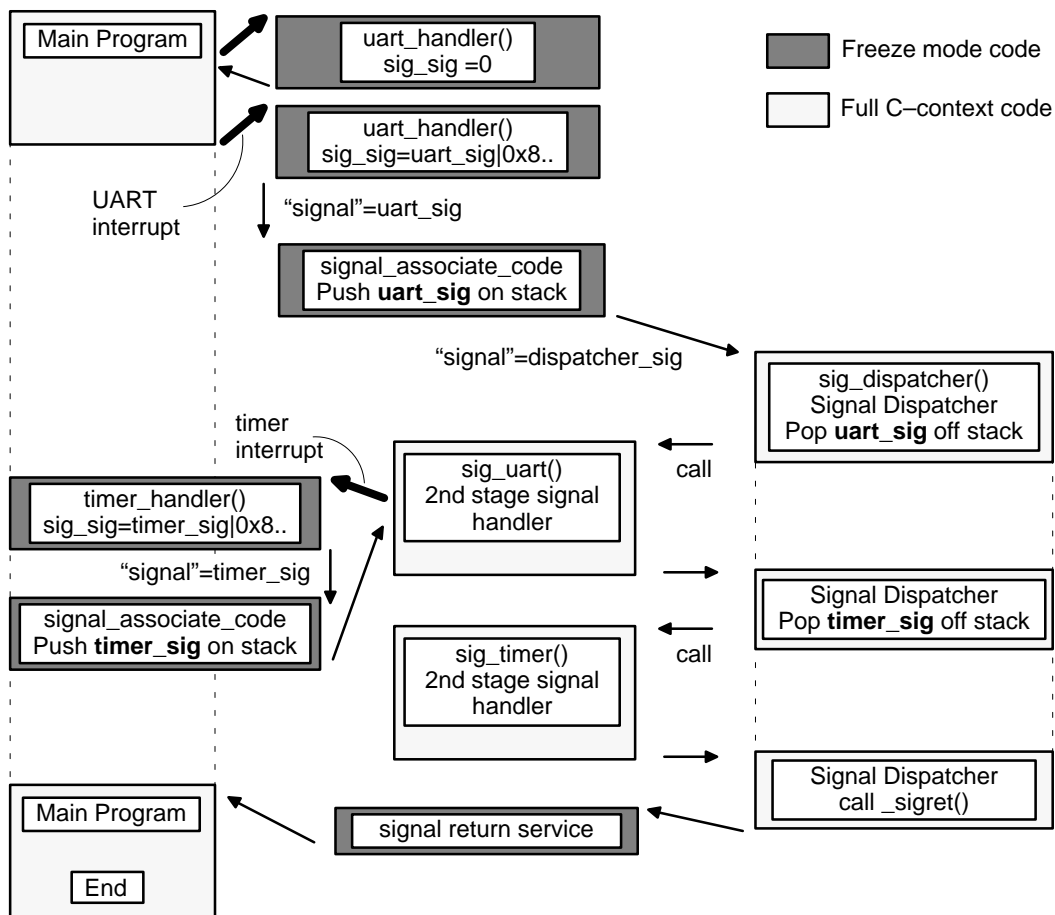 Main Program
uart_handler()
sig_sig =0
Freeze mode code
Full C–context code
uart_handler()
sig_sig=uart_sig|0x8..
UART
interrupt
“signal”=uart_sig
signal_associate_code
Push uart_sig on stack
“signal”=dispatcher_sig
sig_dispatcher()
Signal Dispatcher
Pop uart_sig off stack
timer
interrupt
call
sig_uart()
2nd stage signal
handler
timer_handler()
sig_sig=timer_sig|0x8..
“signal”=timer_sig
signal_associate_code
Push timer_sig on stack
Signal Dispatcher
Pop timer_sig off stack
call
sig_timer()
2nd stage signal
handler
Signal Dispatcher
call _sigret()
signal return service
Main Program
End